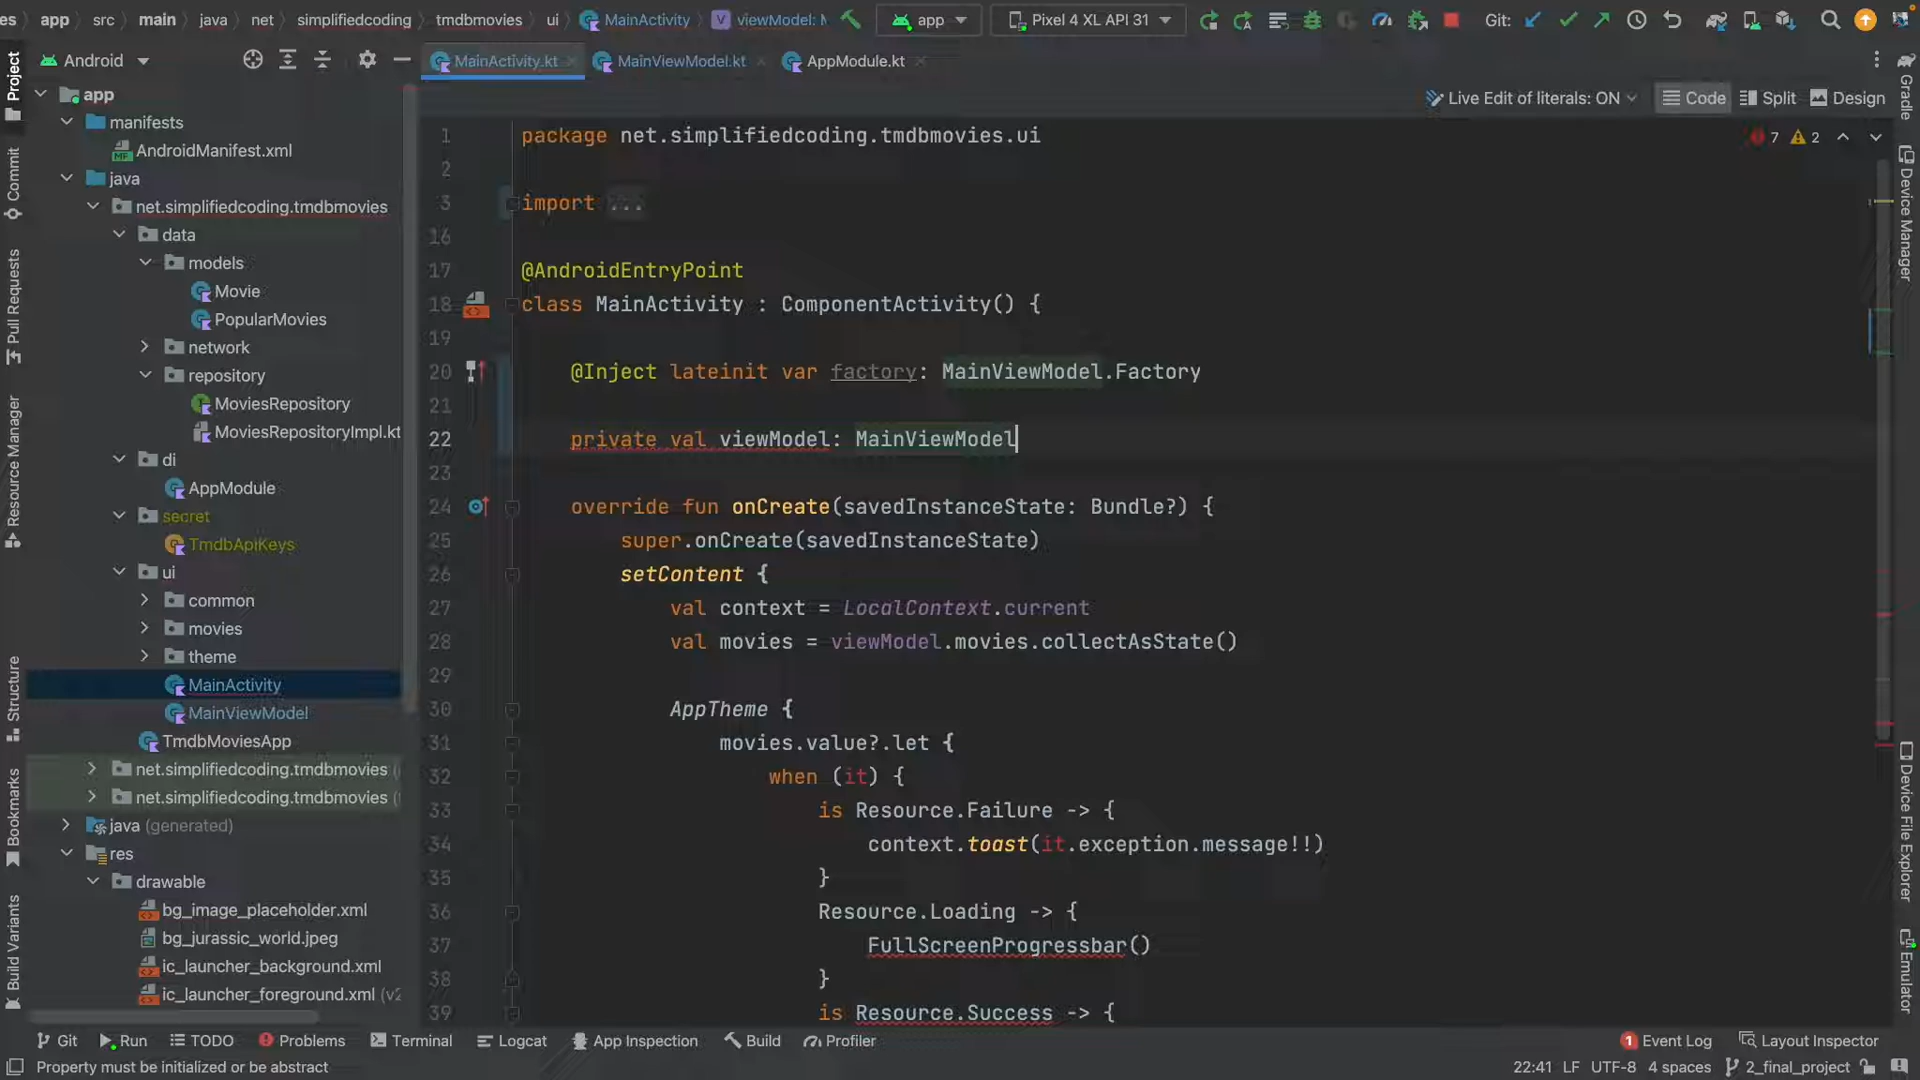 es app src main java net simplifiedcoding tmdbmovies ui MainActivity viewModel: M app Pixel 4 XL API 31 Git:
Project Android MainActivity.kt MainViewModel.kt AppModule.kt
Live Edit of literals: ON Code Split Design
7 2
app
manifests
AndroidManifest.xml
java
net.simplifiedcoding.tmdbmovies
data
models
Movie
PopularMovies
network
repository
MoviesRepository
MoviesRepositoryImpl.kt
di
AppModule
secret
TmdbApiKeys
ui
common
movies
theme
MainActivity
MainViewModel
TmdbMoviesApp
net.simplifiedcoding.tmdbmovies (
net.simplifiedcoding.tmdbmovies (
java (generated)
res
drawable
bg_image_placeholder.xml
bg_jurassic_world.jpeg
ic_launcher_background.xml
ic_launcher_foreground.xml (v2
1 package net.simplifiedcoding.tmdbmovies.ui
2
3 import ...
16
17 @AndroidEntryPoint
18 class MainActivity : ComponentActivity() {
19
20 @Inject lateinit var factory: MainViewModel.Factory
21
22 private val viewModel: MainViewModel
23
24 override fun onCreate(savedInstanceState: Bundle?) {
25 super.onCreate(savedInstanceState)
26 setContent {
27 val context = LocalContext.current
28 val movies = viewModel.movies.collectAsState()
29
30 AppTheme {
31 movies.value?.let {
32 when (it) {
33 is Resource.Failure -> {
34 context.toast(it.exception.message!!)
35 }
36 Resource.Loading -> {
37 FullScreenProgressbar()
38 }
39 is Resource.Success -> {
Commit
Pull Requests
Resource Manager
Structure
Bookmarks
Build Variants
Gradle
Device Manager
Device File Explorer
Emulator
Git Run TODO Problems Terminal Logcat App Inspection Build Profiler 1 Event Log Layout Inspector
Property must be initialized or be abstract 22:41 LF UTF-8 4 spaces 2_final_project